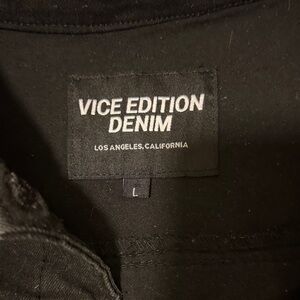 VICE EDITION
DENIM
LOS ANGELES, CALIFORNIA
L